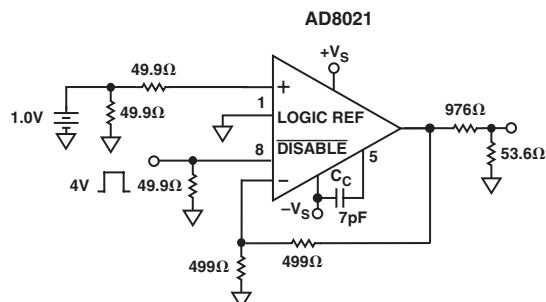 AD8021
+VS
49.9Ω
1.0V
49.9Ω
+
1
LOGIC REF
976Ω
8
DISABLE
5
53.6Ω
4V
49.9Ω
–
CC
–VS
7pF
499Ω
499Ω